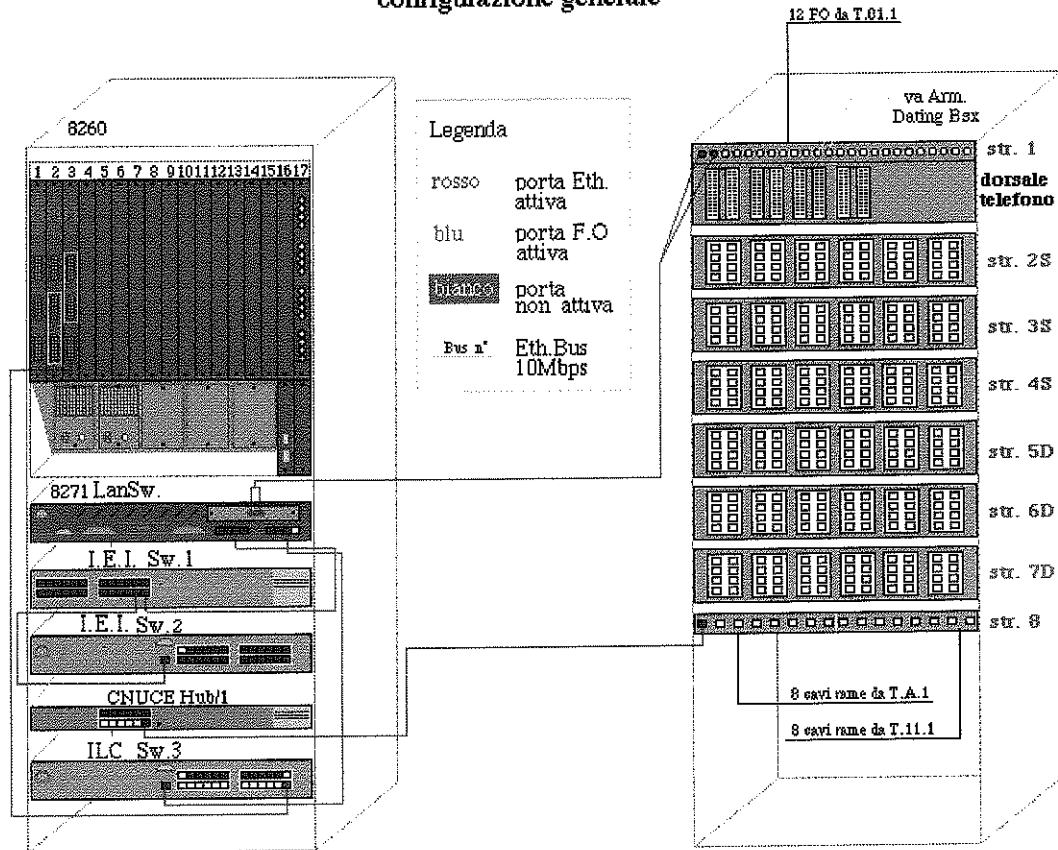 configurazione generale
12 FO da T.01.1
va Arm.
Dating Bsx
8260
1 2 3 4 5 6 7 8 9 10 11 12 13 14 15 16 17
Legenda
rosso porta Eth. attiva
blu porta F.O attiva
bianco porta non attiva
Bus n° Eth.Bus 10Mbps
str. 1
dorsale
telefono
str. 2S
str. 3S
str. 4S
str. 5D
str. 6D
str. 7D
str. 8
8271 LanSw.
I.E.I. Sw.1
I.E.I. Sw.2
CNUCE Hub/1
ILC Sw.3
8 cavi rame da T.A.1
8 cavi rame da T.11.1